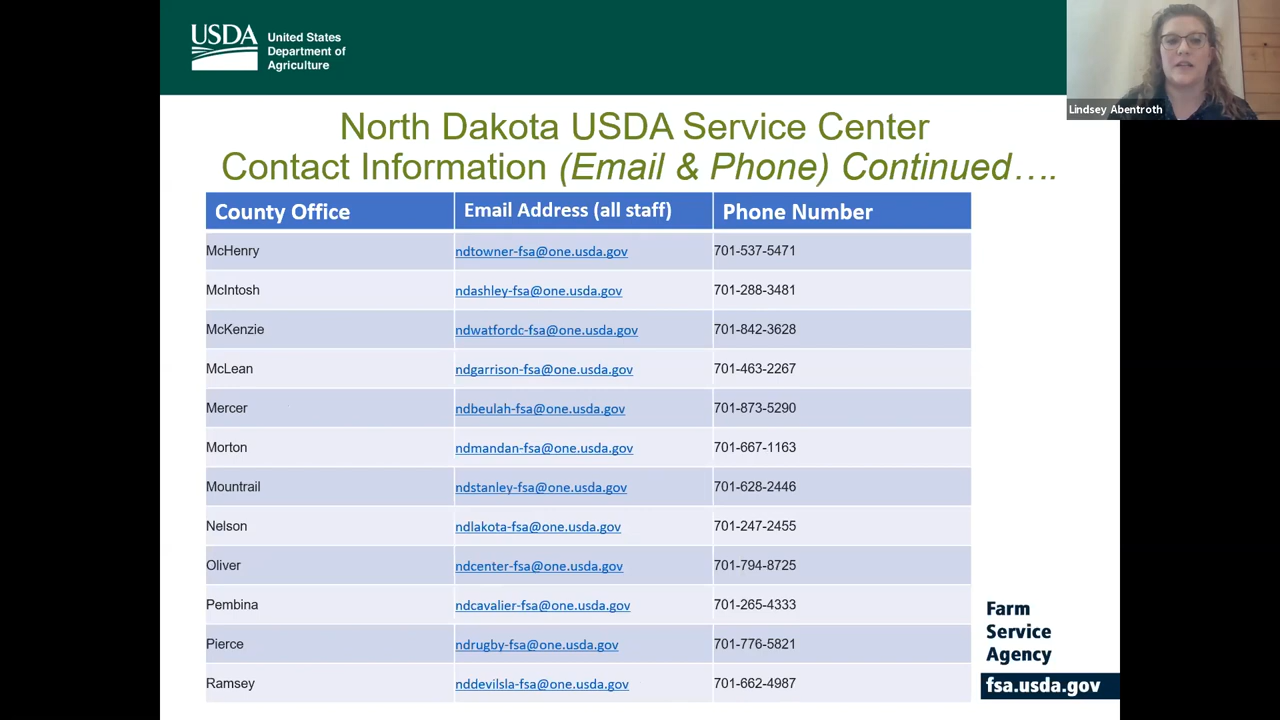 USDA
United States
Department of
Agriculture
Lindsey Abentroth
North Dakota USDA Service Center
Contact Information (Email & Phone) Continued….
County Office Email Address (all staff) Phone Number
McHenry ndtowner-fsa@one.usda.gov 701-537-5471
McIntosh ndashley-fsa@one.usda.gov 701-288-3481
McKenzie ndwatfordc-fsa@one.usda.gov 701-842-3628
McLean ndgarrison-fsa@one.usda.gov 701-463-2267
Mercer ndbeulah-fsa@one.usda.gov 701-873-5290
Morton ndmandan-fsa@one.usda.gov 701-667-1163
Mountrail ndstanley-fsa@one.usda.gov 701-628-2446
Nelson ndlakota-fsa@one.usda.gov 701-247-2455
Oliver ndcenter-fsa@one.usda.gov 701-794-8725
Pembina ndcavalier-fsa@one.usda.gov 701-265-4333
Pierce ndrugby-fsa@one.usda.gov 701-776-5821
Ramsey nddevilsla-fsa@one.usda.gov 701-662-4987
Farm
Service
Agency
fsa.usda.gov